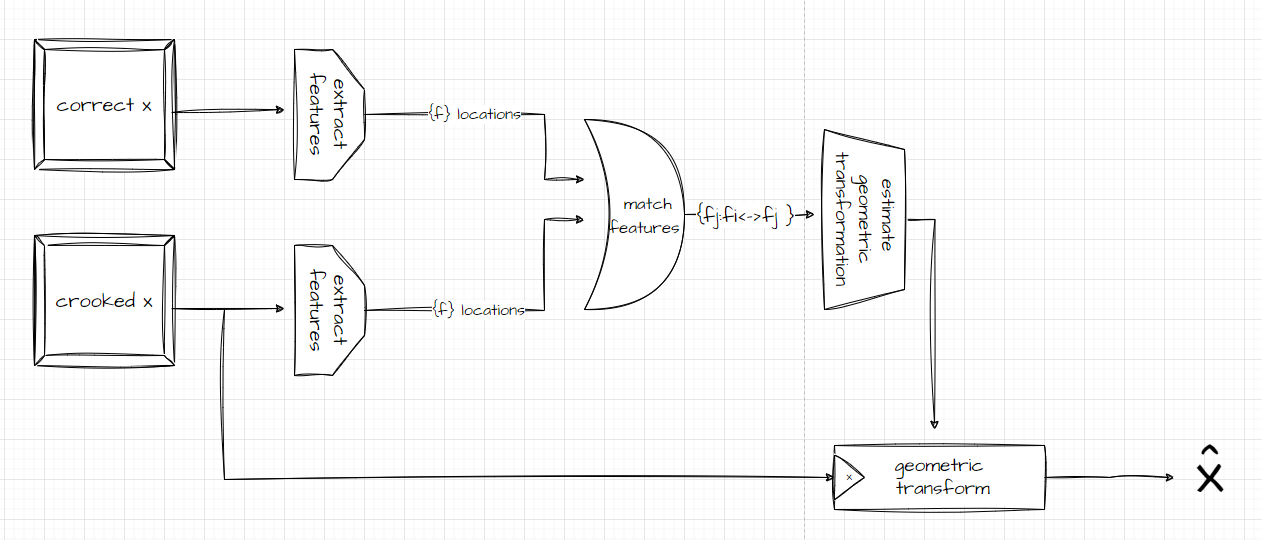 correct x
extract
features
{f} locations
crooked x
extract
features
{f} locations
match
features
{fj:fi<->fj }
estimate
geometric
transformation
x
geometric
transform
x̂